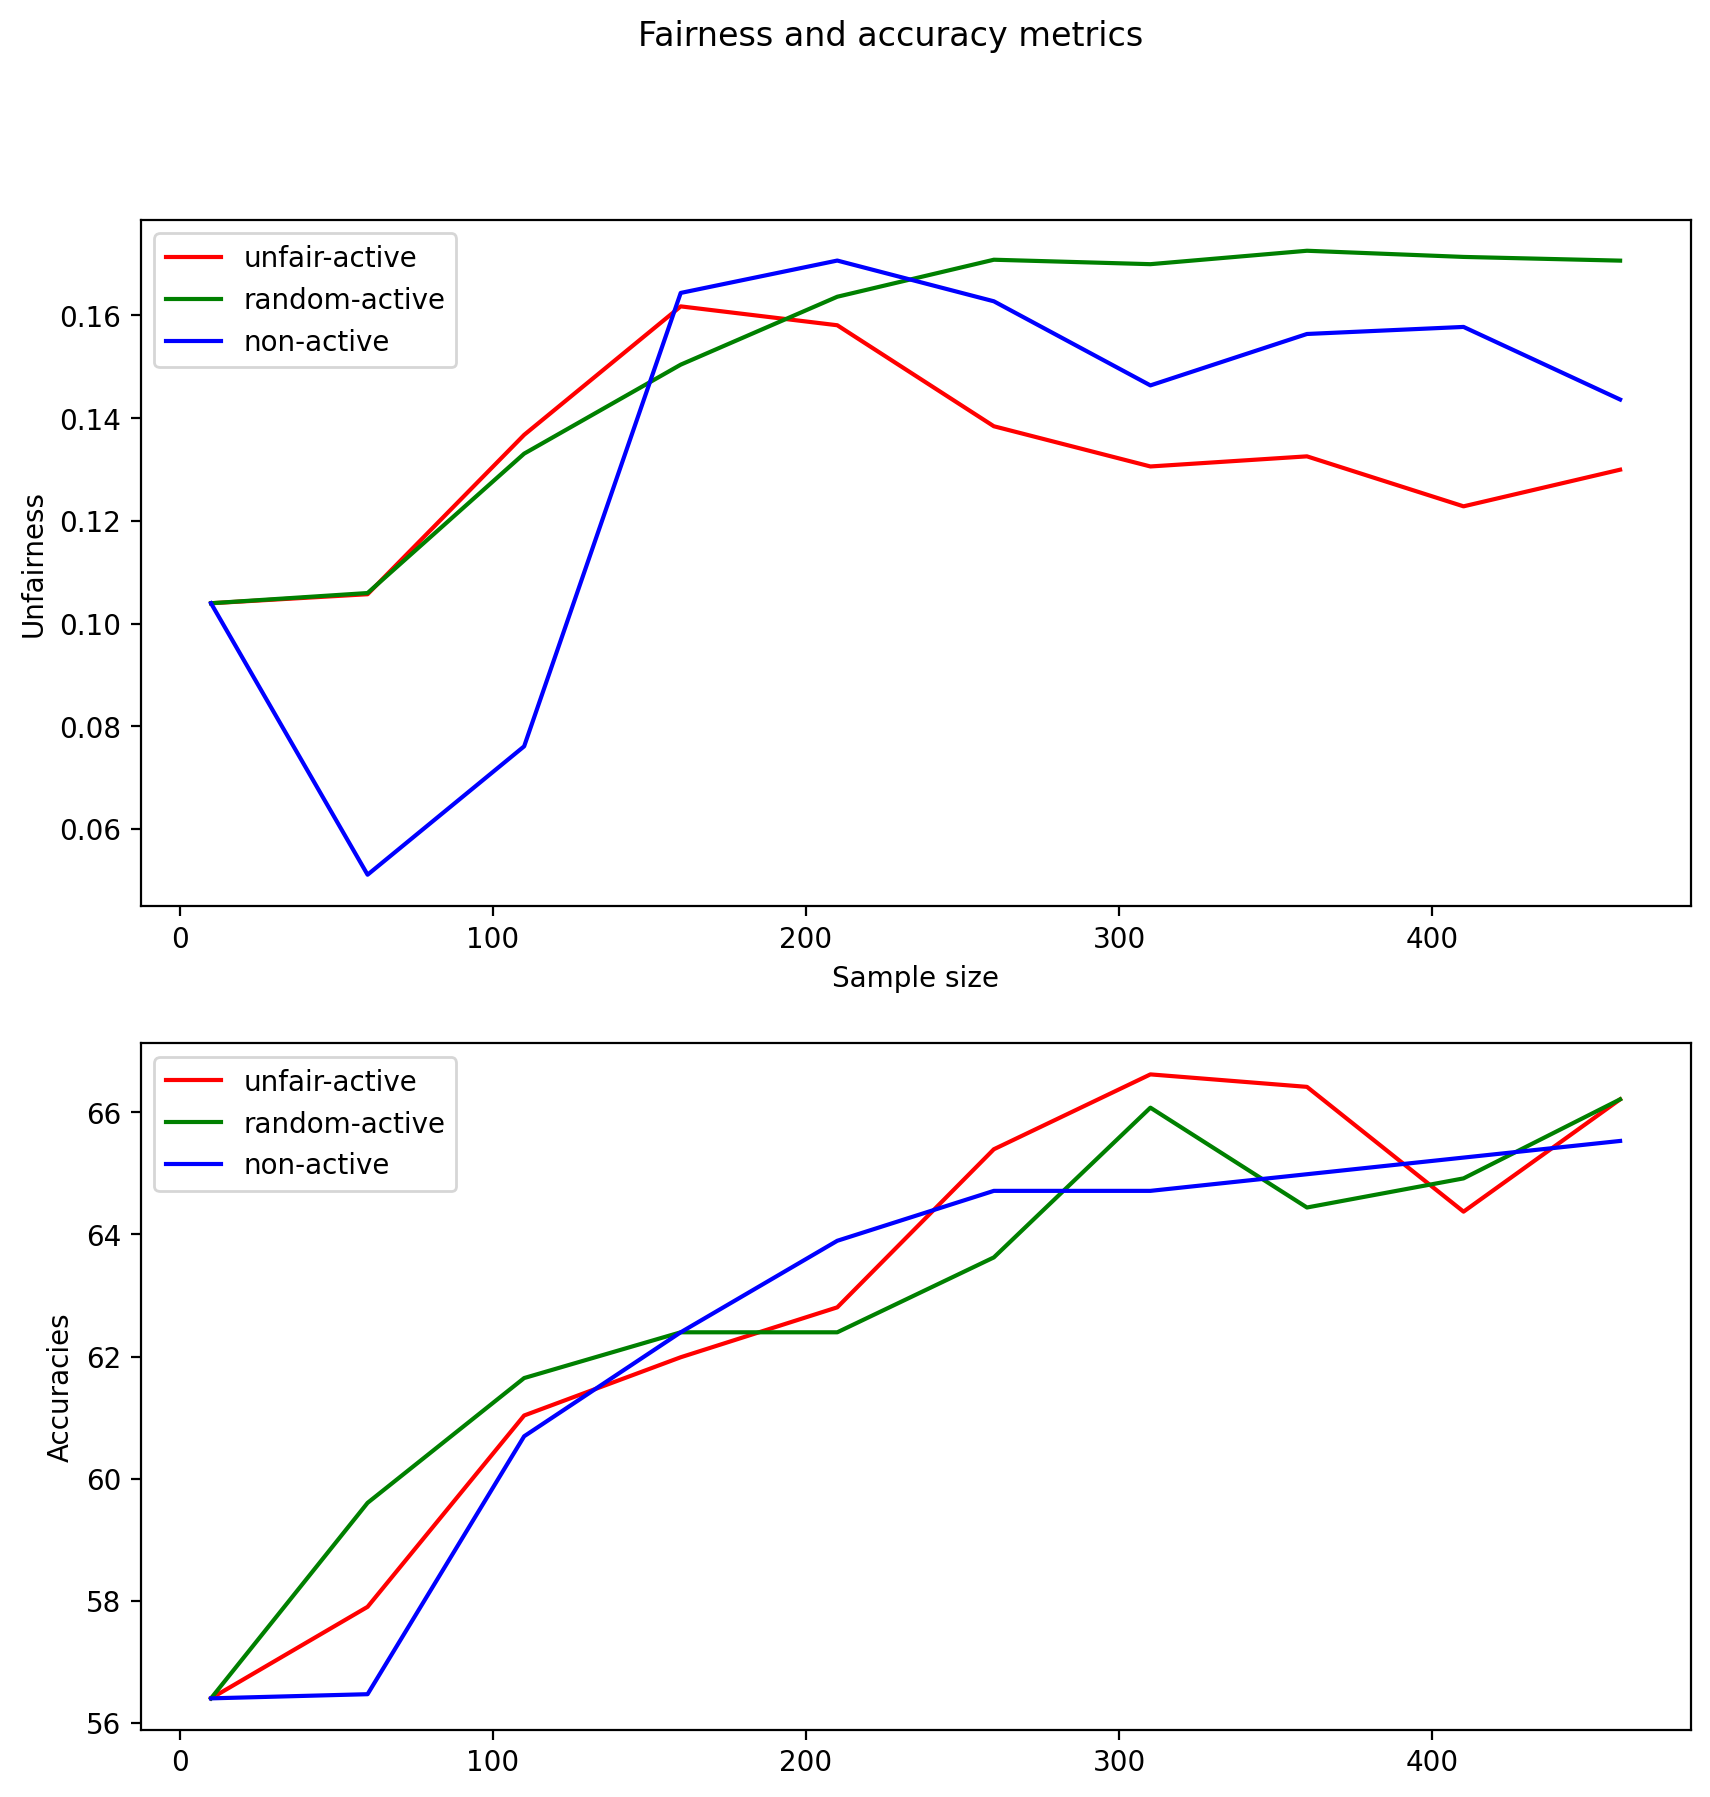 Fairness and accuracy metrics
unfair-active
random-active
non-active
0.16
0.14
0.12
0.10
0.08
0.06
Unfairness
0 100 200 300 400
Sample size
unfair-active
random-active
non-active
66
64
62
60
58
56
Accuracies
0 100 200 300 400